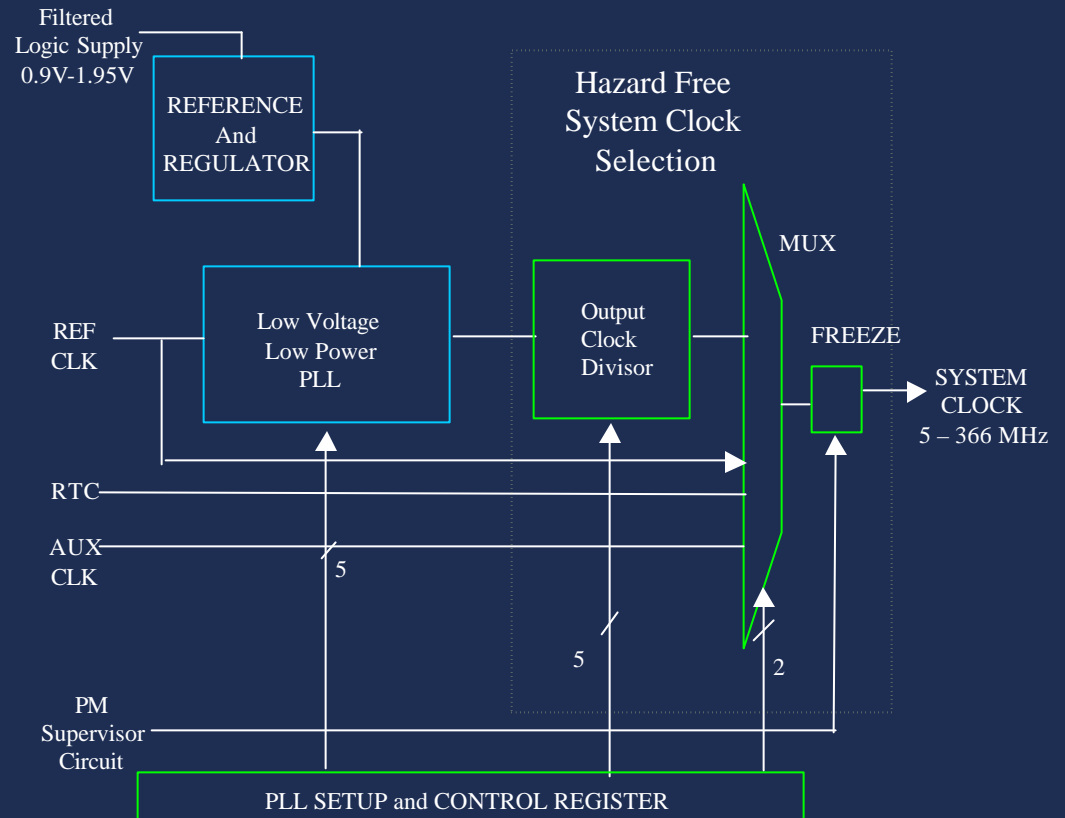 Filtered
Logic Supply
0.9V-1.95V
REFERENCE
And
REGULATOR
Hazard Free
System Clock
Selection
MUX
REF
CLK
Low Voltage
Low Power
PLL
Output
Clock
Divisor
FREEZE
SYSTEM
CLOCK
5 – 366 MHz
RTC
AUX
CLK
5
5
2
PM
Supervisor
Circuit
PLL SETUP and CONTROL REGISTER